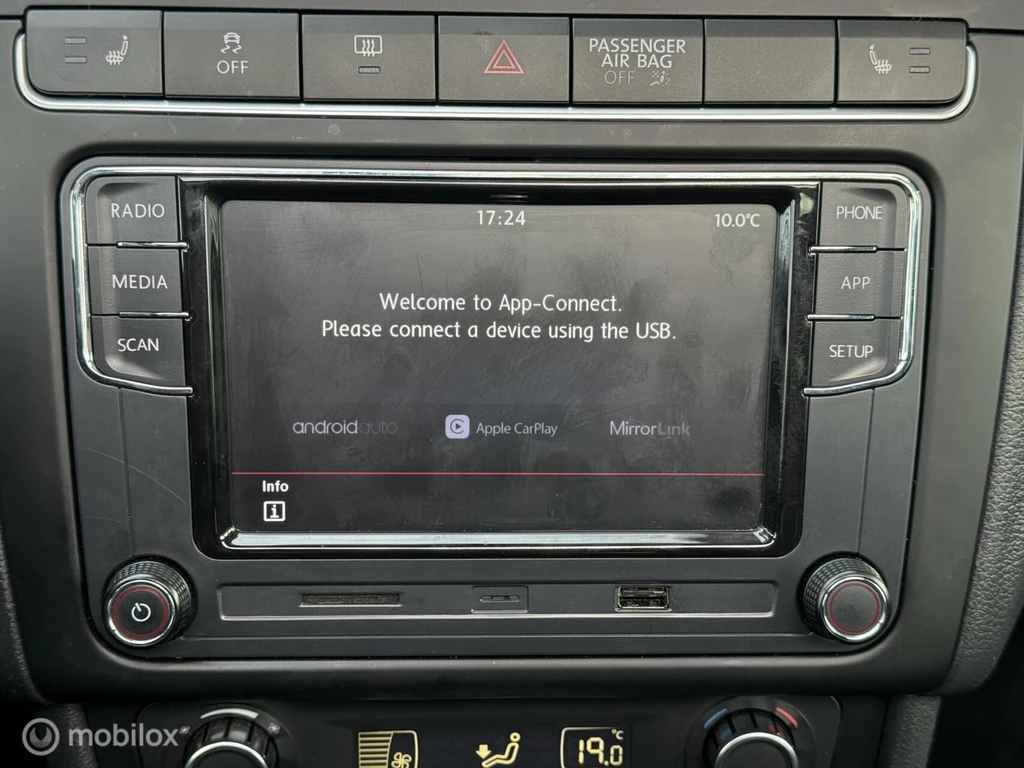 OFF
PASSENGER
AIR BAG
OFF
RADIO
MEDIA
SCAN
17:24
10.0°C
Welcome to App-Connect.
Please connect a device using the USB.
androidauto
Apple CarPlay
MirrorLink
Info
i
PHONE
APP
SETUP
19.0
°C
mobilox